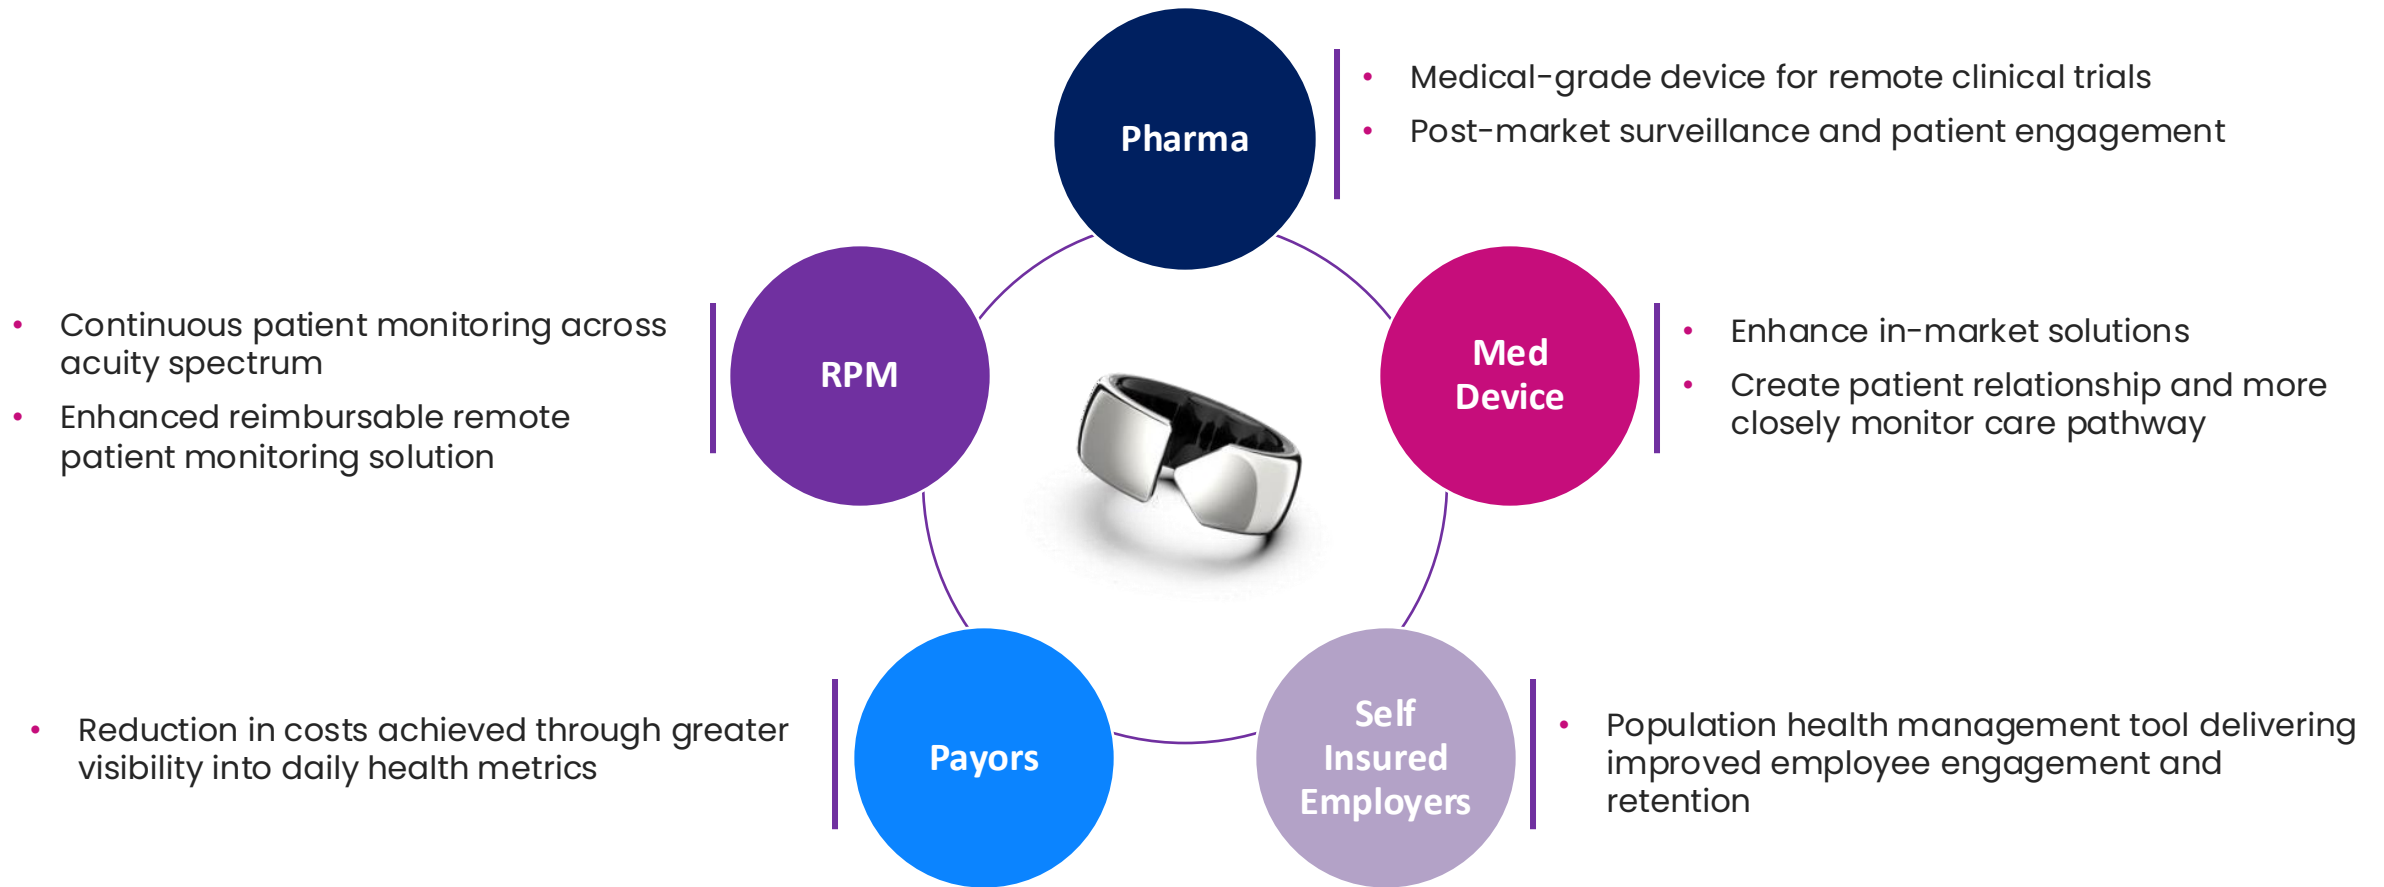 Pharma
• Medical-grade device for remote clinical trials
• Post-market surveillance and patient engagement
RPM
• Continuous patient monitoring across
acuity spectrum
• Enhanced reimbursable remote
patient monitoring solution
Med
Device
• Enhance in-market solutions
• Create patient relationship and more
closely monitor care pathway
Payors
• Reduction in costs achieved through greater
visibility into daily health metrics
Self
Insured
Employers
• Population health management tool delivering
improved employee engagement and
retention